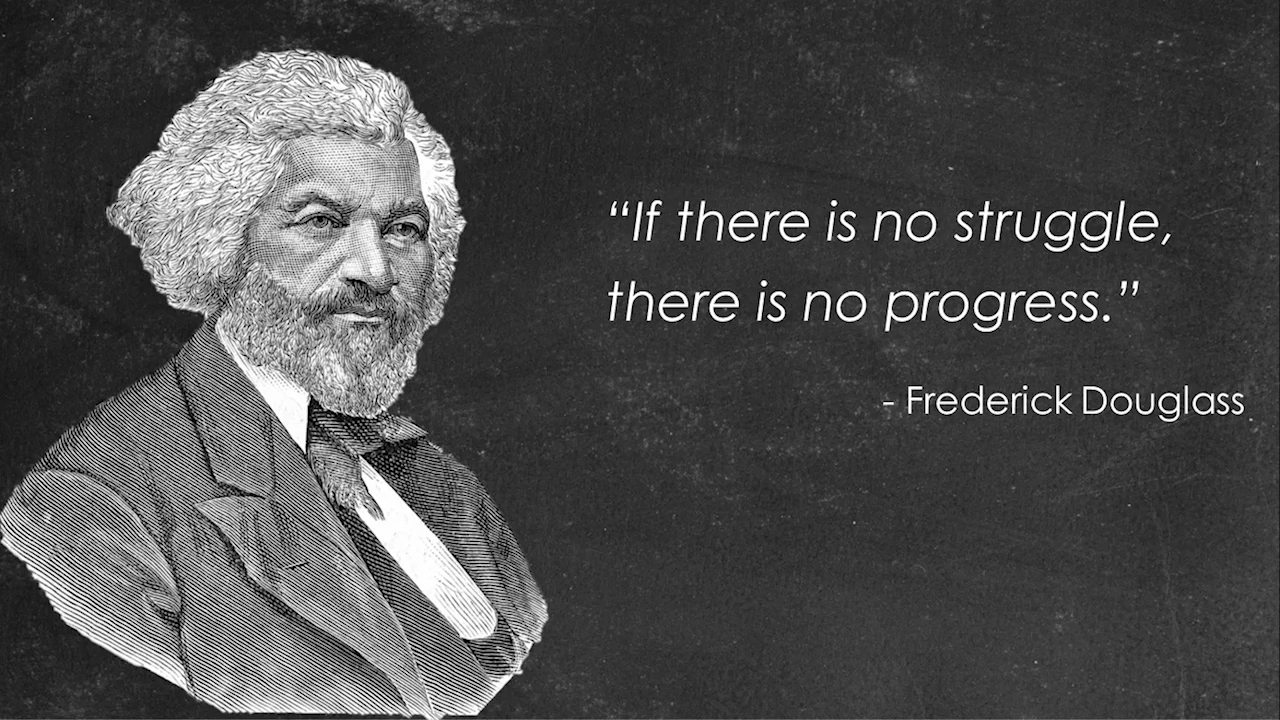 “If there is no struggle,
there is no progress.”
- Frederick Douglass